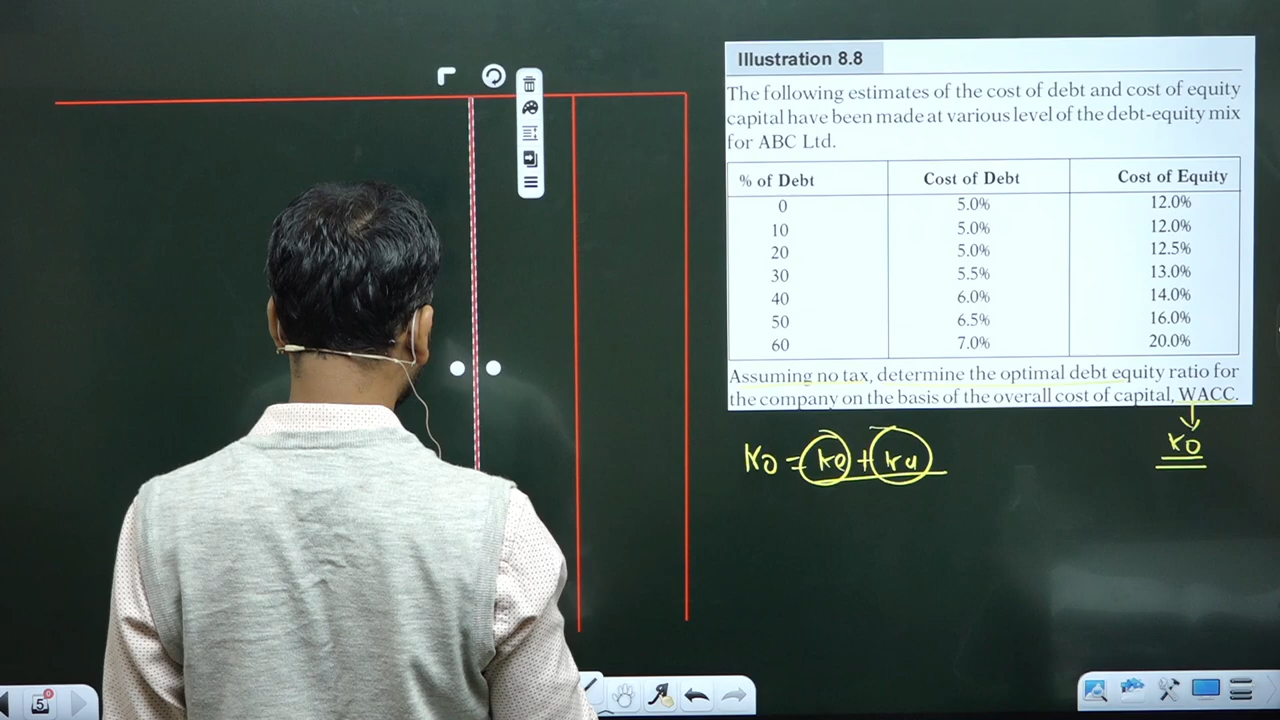 Illustration 8.8
The following estimates of the cost of debt and cost of equity
capital have been made at various level of the debt-equity mix
for ABC Ltd.
% of Debt Cost of Debt Cost of Equity
0 5.0% 12.0%
10 5.0% 12.0%
20 5.0% 12.5%
30 5.5% 13.0%
40 6.0% 14.0%
50 6.5% 16.0%
60 7.0% 20.0%
Assuming no tax, determine the optimal debt equity ratio for
the company on the basis of the overall cost of capital, WACC.
Ko = Ke + Kd
Ko
5
0